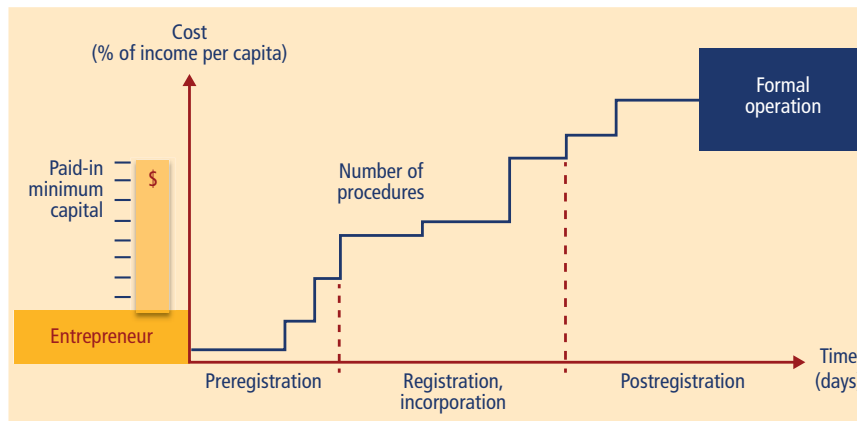 Cost
(% of income per capita)
Paid-in
minimum
capital
$
Number of
procedures
Formal
operation
Entrepreneur
Preregistration
Registration,
incorporation
Postregistration
Time
(days